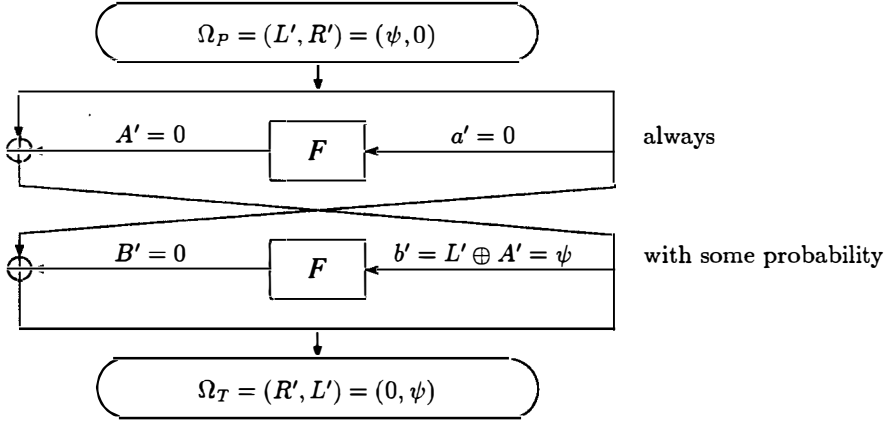 Ω_P = (L′, R′) = (ψ, 0)
A′ = 0 F a′ = 0 always
B′ = 0 F b′ = L′ ⊕ A′ = ψ with some probability
Ω_T = (R′, L′) = (0, ψ)